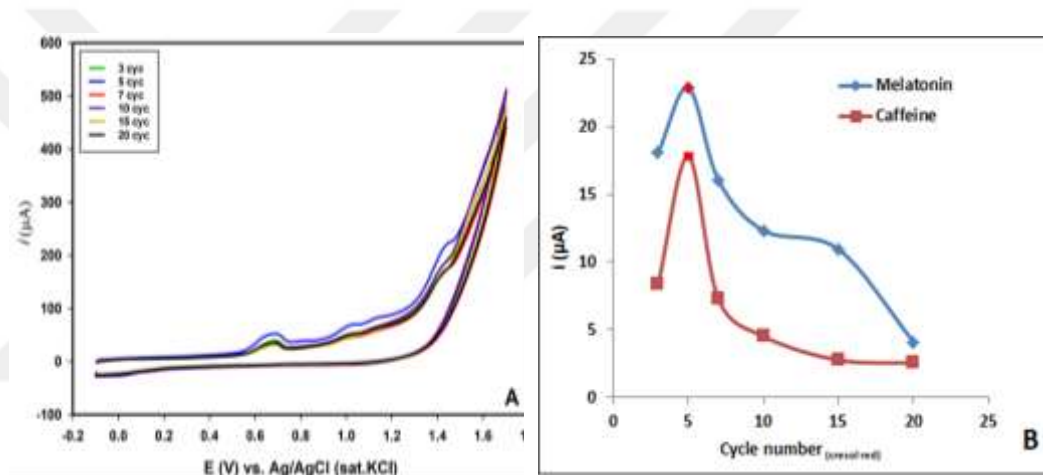 600
500
400
300
200
100
0
-100
I (µA)
3 cyc
5 cyc
7 cyc
10 cyc
15 cyc
20 cyc
A
-0.2 0.0 0.2 0.4 0.6 0.8 1.0 1.2 1.4 1.6 1
E (V) vs. Ag/AgCl (sat.KCl)
25
20
15
10
5
0
i (µA)
Melatonin
Caffeine
0 5 10 15 20 25
Cycle number (cresol red)
B